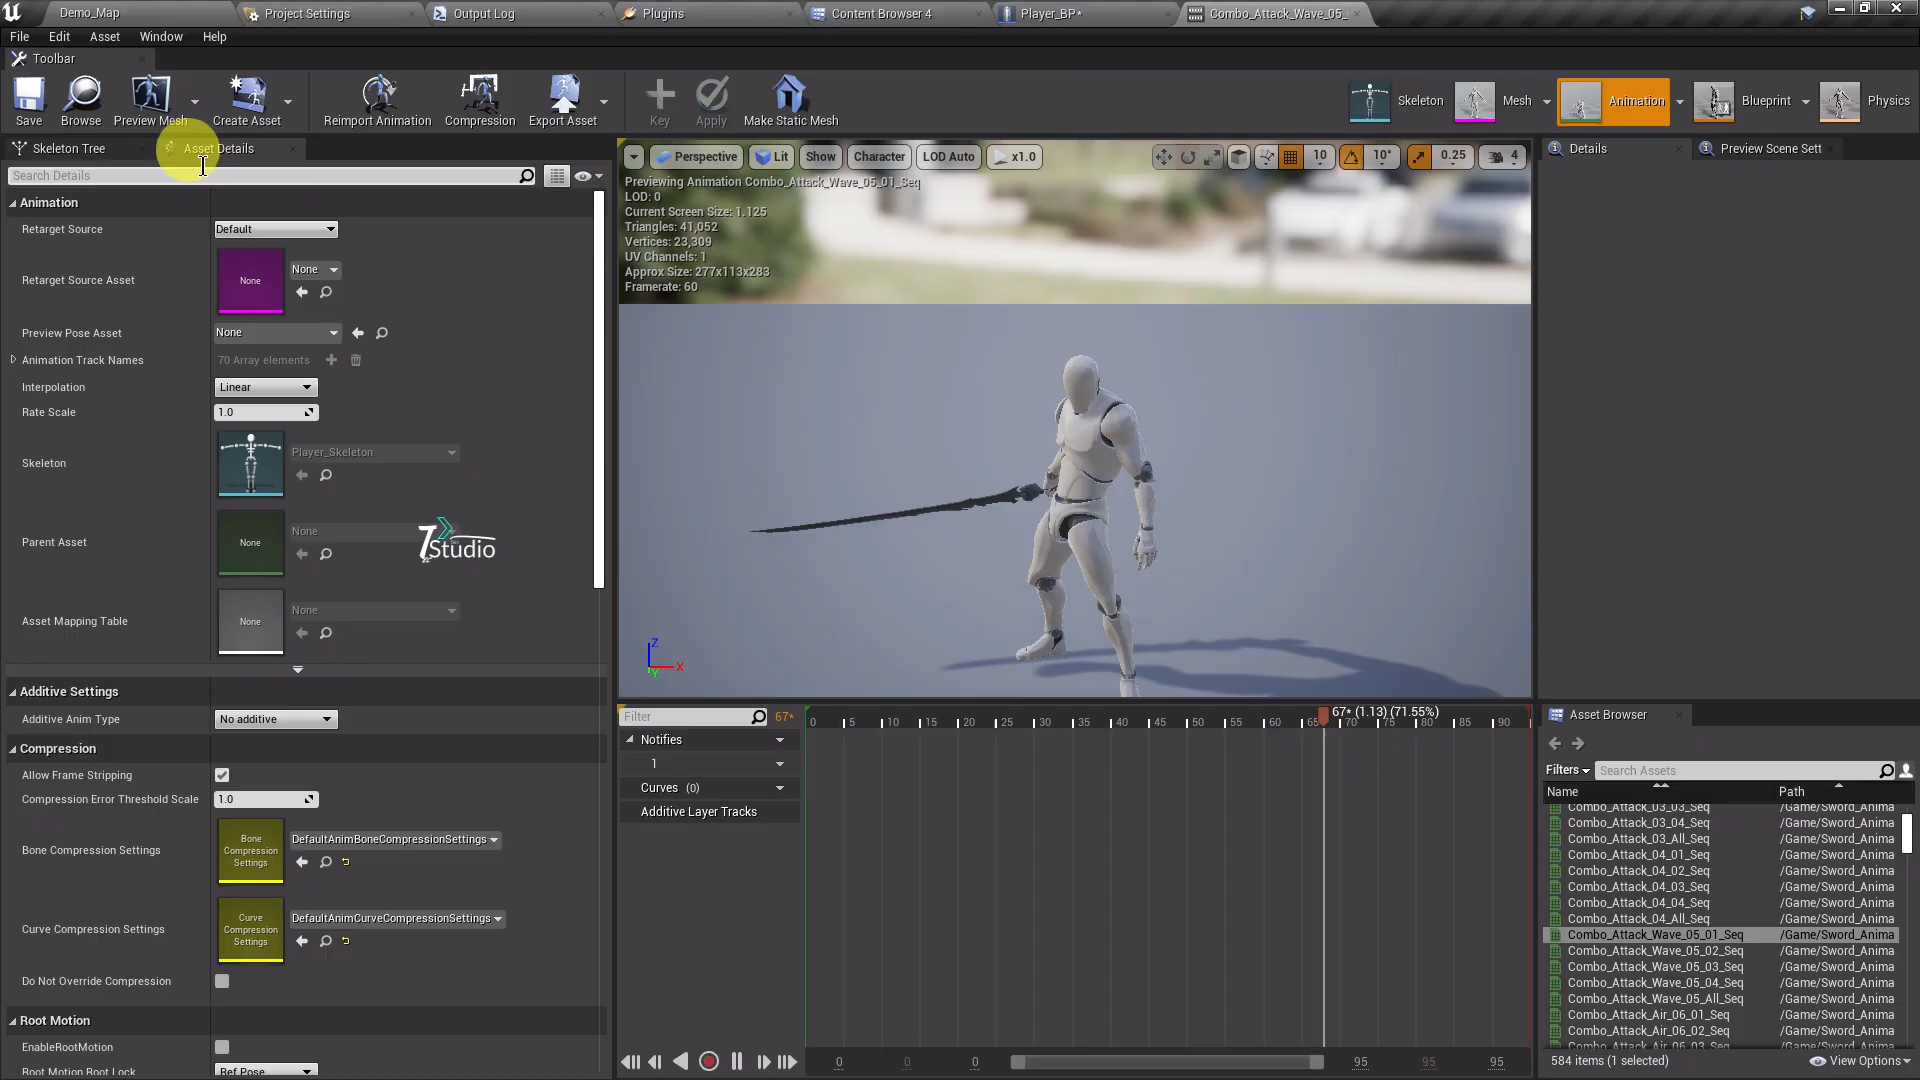 Demo_Map
Project Settings
Output Log
Plugins
Content Browser 4
Player_BP*
Combo_Attack_Wave_05_
File Edit Asset Window Help
Toolbar
Save
Browse
Preview Mesh
Create Asset
Reimport Animation
Compression
Export Asset
Key
Apply
Make Static Mesh
Skeleton
Mesh
Animation
Blueprint
Physics
Skeleton Tree
Asset Details
Search Details
Animation
Retarget Source
Default
Retarget Source Asset
None
None
Preview Pose Asset
None
Animation Track Names
70 Array elements
Interpolation
Linear
Rate Scale
1.0
Skeleton
Player_Skeleton
Parent Asset
None
None
Asset Mapping Table
None
None
7 Dev Studio
Additive Settings
Additive Anim Type
No additive
Compression
Allow Frame Stripping
Compression Error Threshold Scale
1.0
Bone Compression Settings
Bone
Compression
Settings
DefaultAnimBoneCompressionSettings
Curve Compression Settings
Curve
Compression
Settings
DefaultAnimCurveCompressionSettings
Do Not Override Compression
Root Motion
EnableRootMotion
Root Motion Root Lock
Ref Pose
Perspective
Lit
Show
Character
LOD Auto
x1.0
10
10°
0.25
4
Previewing Animation Combo_Attack_Wave_05_01_Seq
LOD: 0
Current Screen Size: 1.125
Triangles: 41,052
Vertices: 23,309
UV Channels: 1
Approx Size: 277x113x283
Framerate: 60
Z
X
Y
Filter
67*
67* (1.13) (71.55%)
0 5 10 15 20 25 30 35 40 45 50 55 60 65 70 75 80 85 90
Notifies
1
Curves (0)
Additive Layer Tracks
0 0 0 95 95 95
Details
Preview Scene Sett
Asset Browser
Filters
Search Assets
Name
Path
Combo_Attack_03_03_Seq /Game/Sword_Anima
Combo_Attack_03_04_Seq /Game/Sword_Anima
Combo_Attack_03_All_Seq /Game/Sword_Anima
Combo_Attack_04_01_Seq /Game/Sword_Anima
Combo_Attack_04_02_Seq /Game/Sword_Anima
Combo_Attack_04_03_Seq /Game/Sword_Anima
Combo_Attack_04_04_Seq /Game/Sword_Anima
Combo_Attack_04_All_Seq /Game/Sword_Anima
Combo_Attack_Wave_05_01_Seq /Game/Sword_Anima
Combo_Attack_Wave_05_02_Seq /Game/Sword_Anima
Combo_Attack_Wave_05_03_Seq /Game/Sword_Anima
Combo_Attack_Wave_05_04_Seq /Game/Sword_Anima
Combo_Attack_Wave_05_All_Seq /Game/Sword_Anima
Combo_Attack_Air_06_01_Seq /Game/Sword_Anima
Combo_Attack_Air_06_02_Seq /Game/Sword_Anima
Combo_Attack_Air_06_03_Seq /Game/Sword_Anima
584 items (1 selected)
View Options